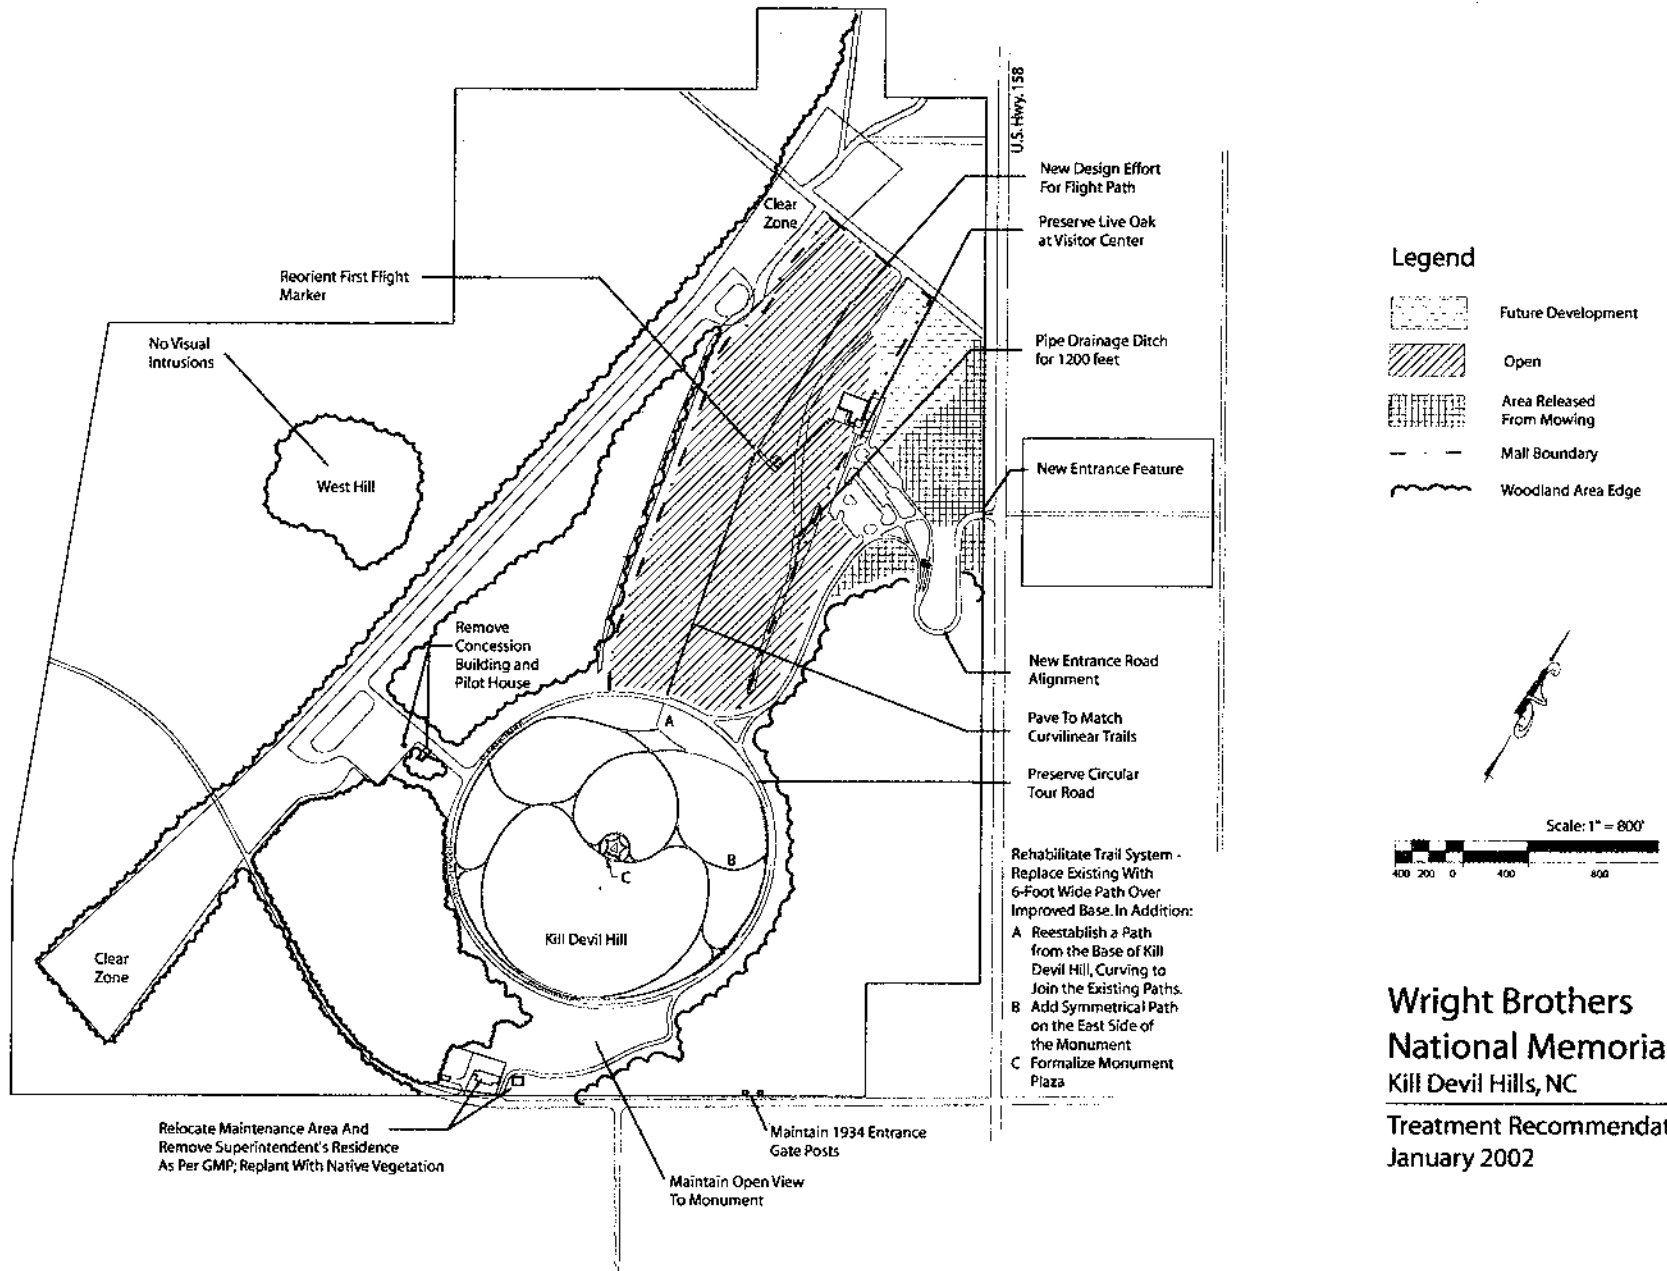 U.S. Hwy. 158
New Design Effort
For Flight Path
Clear
Zone
Preserve Live Oak
at Visitor Center
Reorient First Flight
Marker
No Visual
Intrusions
Pipe Drainage Ditch
for 1200 feet
West Hill
New Entrance Feature
Remove
Concession
Building and
Pilot House
New Entrance Road
Alignment
Pave To Match
Curvilinear Trails
Preserve Circular
Tour Road
A
B
C
Kill Devil Hill
Clear
Zone
Rehabilitate Trail System -
Replace Existing With
6-Foot Wide Path Over
Improved Base. In Addition:
A Reestablish a Path
from the Base of Kill
Devil Hill, Curving to
Join the Existing Paths.
B Add Symmetrical Path
on the East Side of
the Monument
C Formalize Monument
Plaza
Relocate Maintenance Area And
Remove Superintendent's Residence
As Per GMP; Replant With Native Vegetation
Maintain 1934 Entrance
Gate Posts
Maintain Open View
To Monument
Legend
Future Development
Open
Area Released
From Mowing
Mall Boundary
Woodland Area Edge
Scale: 1" = 800'
400 200 0 400 800
Wright Brothers
National Memoria
Kill Devil Hills, NC
Treatment Recommendat
January 2002